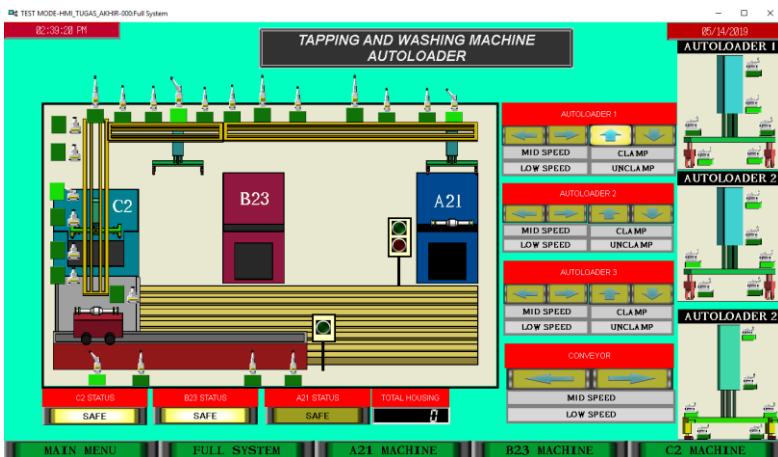 TEST MODE-HMI_TUGAS_AKHIR-000:Full System
02:39:20 PM
TAPPING AND WASHING MACHINE
AUTOLOADER
05/14/2019
AUTOLOADER 1
AUTOLOADER 1
MID SPEED
CLAMP
LOW SPEED
UNCLAMP
AUTOLOADER 2
AUTOLOADER 2
MID SPEED
CLAMP
LOW SPEED
UNCLAMP
C2
B23
A21
AUTOLOADER 3
MID SPEED
CLAMP
LOW SPEED
UNCLAMP
AUTOLOADER 2
CONVEYOR
MID SPEED
LOW SPEED
C2 STATUS
SAFE
B23 STATUS
SAFE
A21 STATUS
SAFE
TOTAL HOUSING
0
MAIN MENU
FULL SYSTEM
A21 MACHINE
B23 MACHINE
C2 MACHINE